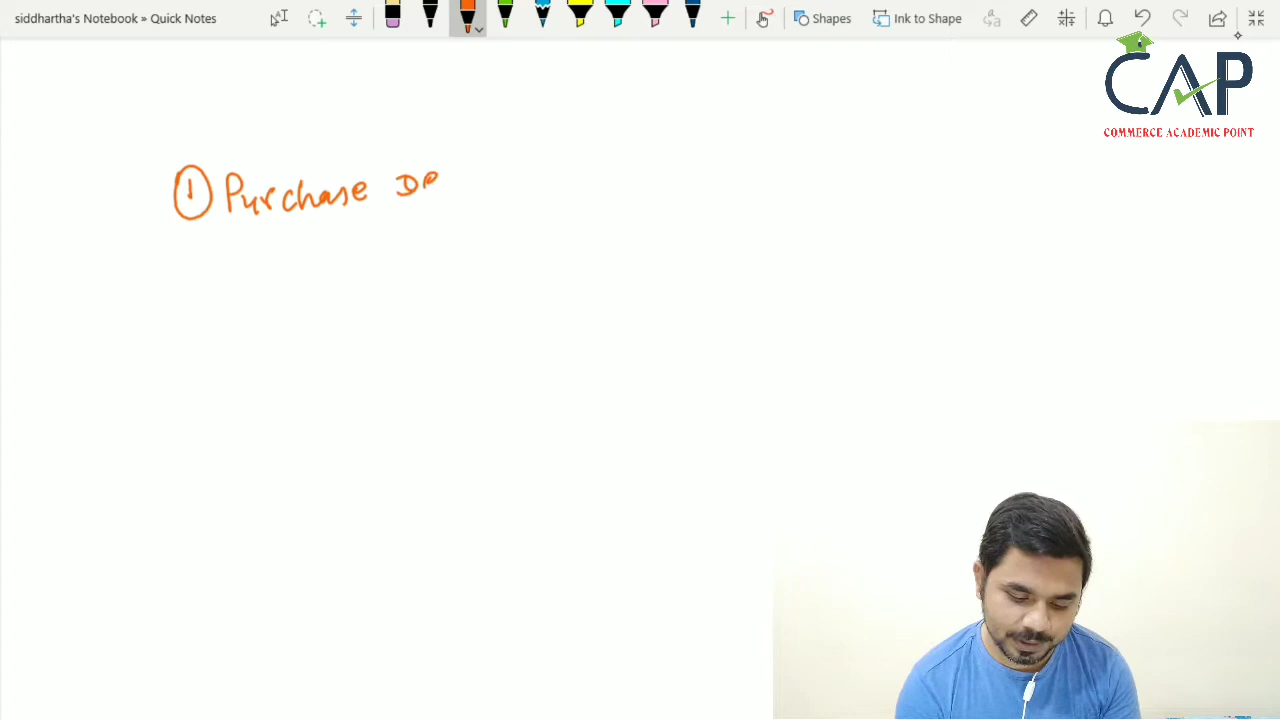 siddhartha's Notebook » Quick Notes
Shapes
Ink to Shape
CAP
COMMERCE ACADEMIC POINT
① Purchase